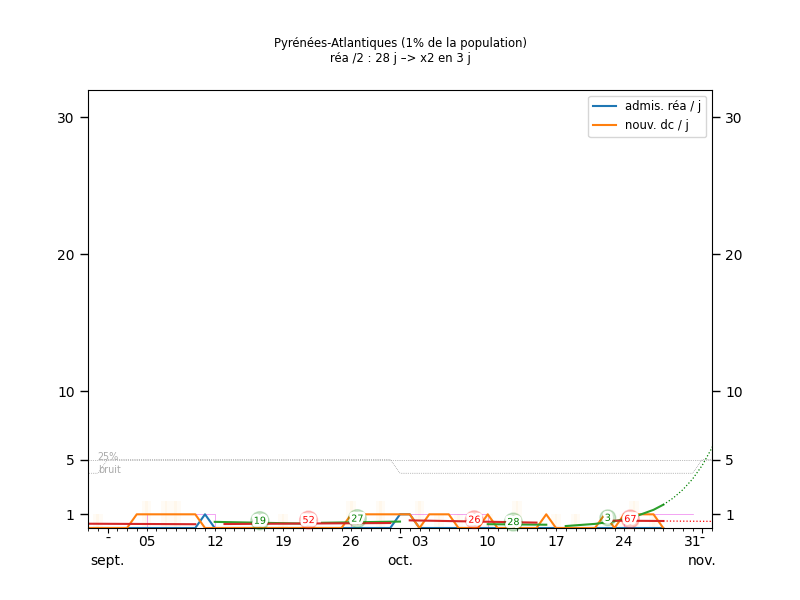 Pyrénées-Atlantiques (1% de la population)
réa /2 : 28 j –> x2 en 3 j
admis. réa / j
nouv. dc / j
30 30
20 20
10 10
5 5
1 1
25%
bruit
19 52 27 26 28 3 67
- 05 12 19 26 - 03 10 17 24 31-
sept. oct. nov.